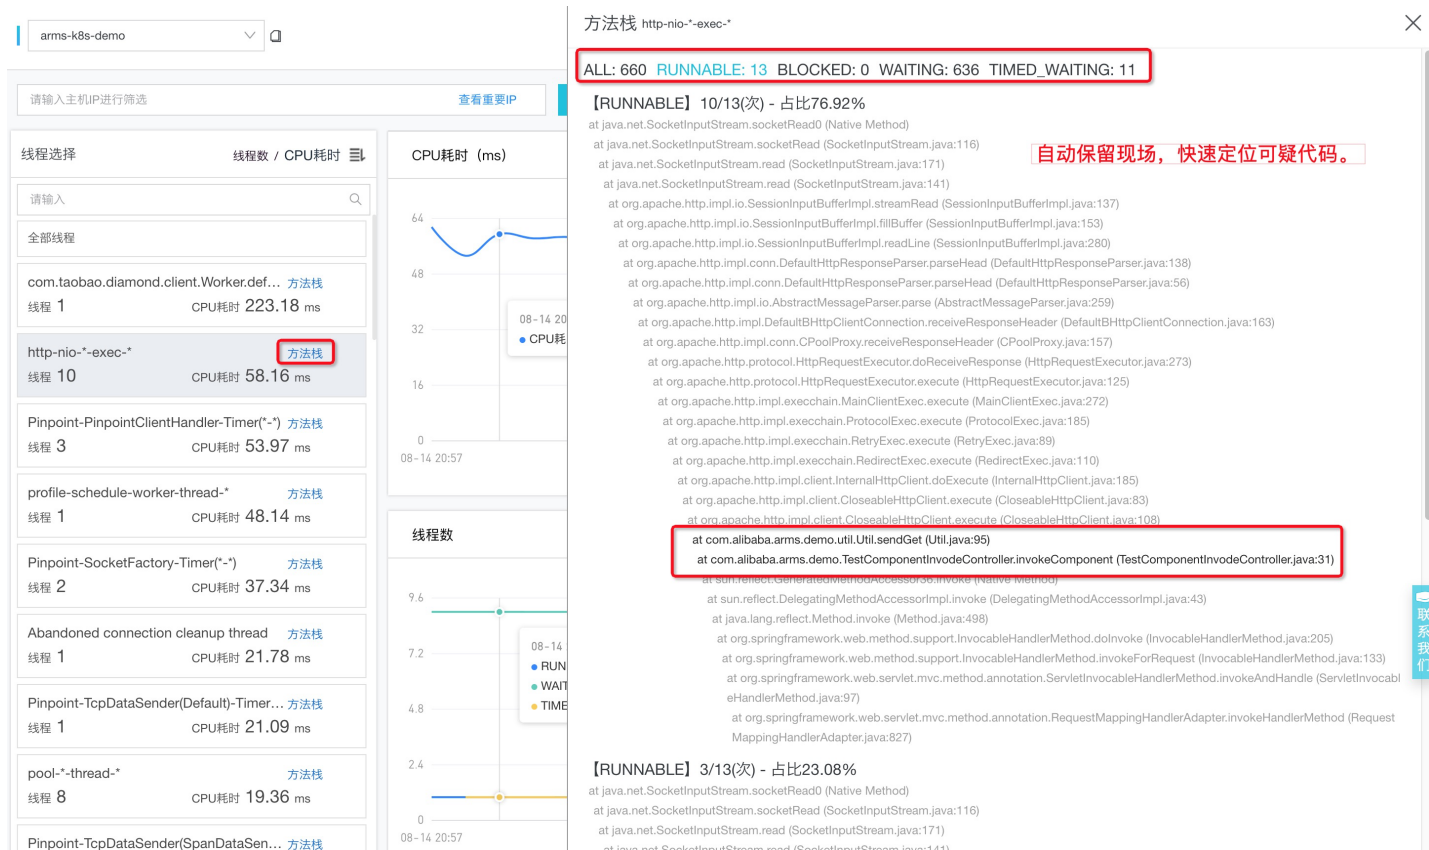 arms-k8s-demo
请输入主机IP进行筛选
查看重要IP
线程选择
线程数 / CPU耗时
请输入
全部线程
com.taobao.diamond.client.Worker.def... 方法栈
线程 1 CPU耗时 223.18 ms
http-nio-*-exec-* 方法栈
线程 10 CPU耗时 58.16 ms
Pinpoint-PinpointClientHandler-Timer(*-*) 方法栈
线程 3 CPU耗时 53.97 ms
profile-schedule-worker-thread-* 方法栈
线程 1 CPU耗时 48.14 ms
Pinpoint-SocketFactory-Timer(*-*) 方法栈
线程 2 CPU耗时 37.34 ms
Abandoned connection cleanup thread 方法栈
线程 1 CPU耗时 21.78 ms
Pinpoint-TcpDataSender(Default)-Timer... 方法栈
线程 1 CPU耗时 21.09 ms
pool-*-thread-* 方法栈
线程 8 CPU耗时 19.36 ms
Pinpoint-TcpDataSender(SpanDataSen... 方法栈
CPU耗时（ms）
64
48
32
16
0
08-14 20:57
08-14 20
CPU耗
线程数
9.6
7.2
4.8
2.4
0
08-14 20:57
08-14
RUN
WAIT
TIME
方法栈 http-nio-*-exec-*
ALL: 660 RUNNABLE: 13 BLOCKED: 0 WAITING: 636 TIMED_WAITING: 11
【RUNNABLE】10/13(次) - 占比76.92%
at java.net.SocketInputStream.socketRead0 (Native Method)
at java.net.SocketInputStream.socketRead (SocketInputStream.java:116)
at java.net.SocketInputStream.read (SocketInputStream.java:171)
at java.net.SocketInputStream.read (SocketInputStream.java:141)
自动保留现场，快速定位可疑代码。
at org.apache.http.impl.io.SessionInputBufferImpl.streamRead (SessionInputBufferImpl.java:137)
at org.apache.http.impl.io.SessionInputBufferImpl.fillBuffer (SessionInputBufferImpl.java:153)
at org.apache.http.impl.io.SessionInputBufferImpl.readLine (SessionInputBufferImpl.java:280)
at org.apache.http.impl.conn.DefaultHttpResponseParser.parseHead (DefaultHttpResponseParser.java:138)
at org.apache.http.impl.conn.DefaultHttpResponseParser.parseHead (DefaultHttpResponseParser.java:56)
at org.apache.http.impl.io.AbstractMessageParser.parse (AbstractMessageParser.java:259)
at org.apache.http.impl.DefaultBHttpClientConnection.receiveResponseHeader (DefaultBHttpClientConnection.java:163)
at org.apache.http.impl.conn.CPoolProxy.receiveResponseHeader (CPoolProxy.java:157)
at org.apache.http.protocol.HttpRequestExecutor.doReceiveResponse (HttpRequestExecutor.java:273)
at org.apache.http.protocol.HttpRequestExecutor.execute (HttpRequestExecutor.java:125)
at org.apache.http.impl.execchain.MainClientExec.execute (MainClientExec.java:272)
at org.apache.http.impl.execchain.ProtocolExec.execute (ProtocolExec.java:185)
at org.apache.http.impl.execchain.RetryExec.execute (RetryExec.java:89)
at org.apache.http.impl.execchain.RedirectExec.execute (RedirectExec.java:110)
at org.apache.http.impl.client.InternalHttpClient.doExecute (InternalHttpClient.java:185)
at org.apache.http.impl.client.CloseableHttpClient.execute (CloseableHttpClient.java:83)
at org.apache.http.impl.client.CloseableHttpClient.execute (CloseableHttpClient.java:108)
at com.alibaba.arms.demo.util.Util.sendGet (Util.java:95)
at com.alibaba.arms.demo.TestComponentInvodeController.invokeComponent (TestComponentInvodeController.java:31)
at sun.reflect.GeneratedMethodAccessor36.invoke (Native Method)
at sun.reflect.DelegatingMethodAccessorImpl.invoke (DelegatingMethodAccessorImpl.java:43)
at java.lang.reflect.Method.invoke (Method.java:498)
at org.springframework.web.method.support.InvocableHandlerMethod.doInvoke (InvocableHandlerMethod.java:205)
at org.springframework.web.method.support.InvocableHandlerMethod.invokeForRequest (InvocableHandlerMethod.java:133)
at org.springframework.web.servlet.mvc.method.annotation.ServletInvocableHandlerMethod.invokeAndHandle (ServletInvocabl
eHandlerMethod.java:97)
at org.springframework.web.servlet.mvc.method.annotation.RequestMappingHandlerAdapter.invokeHandlerMethod (Request
MappingHandlerAdapter.java:827)
【RUNNABLE】3/13(次) - 占比23.08%
at java.net.SocketInputStream.socketRead0 (Native Method)
at java.net.SocketInputStream.socketRead (SocketInputStream.java:116)
at java.net.SocketInputStream.read (SocketInputStream.java:171)
at java.net.SocketInputStream.read (SocketInputStream.java:141)
联系我们